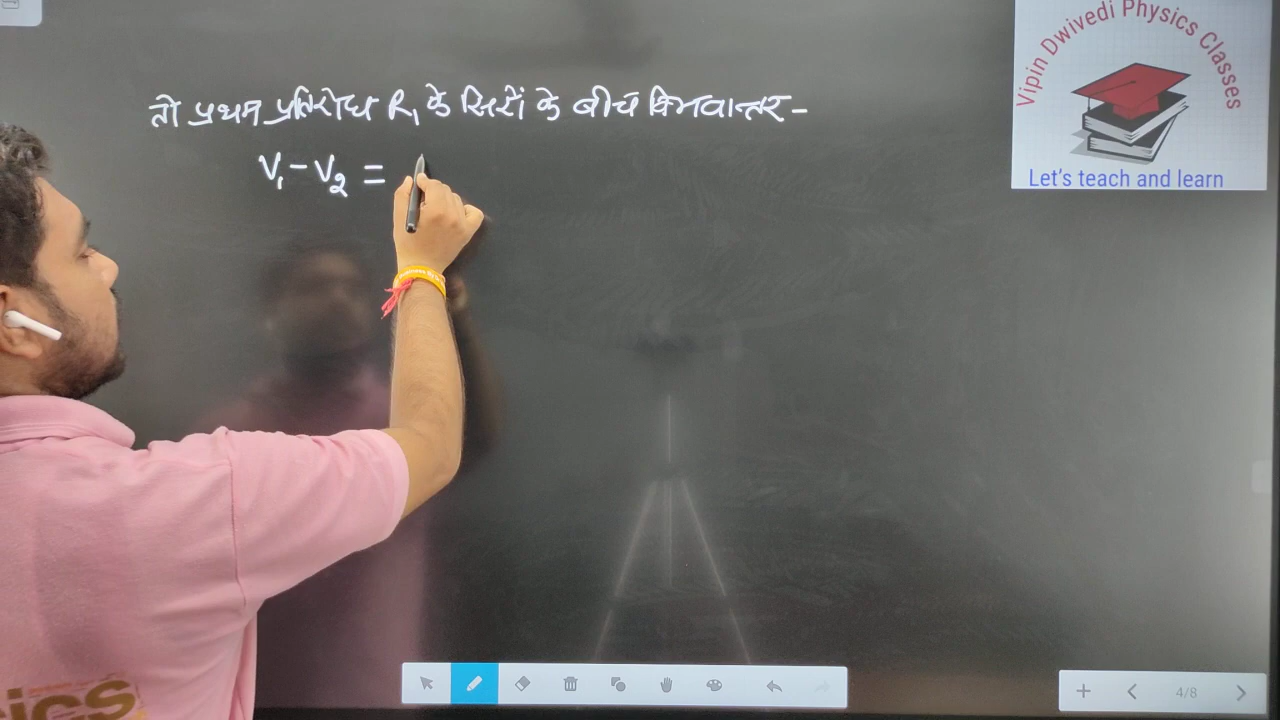 तो प्रथम प्रतिरोध R₁ के सिरों के बीच विभवान्तर-
V₁ - V₂ =
Vipin Dwivedi Physics Classes
Let's teach and learn
4/8